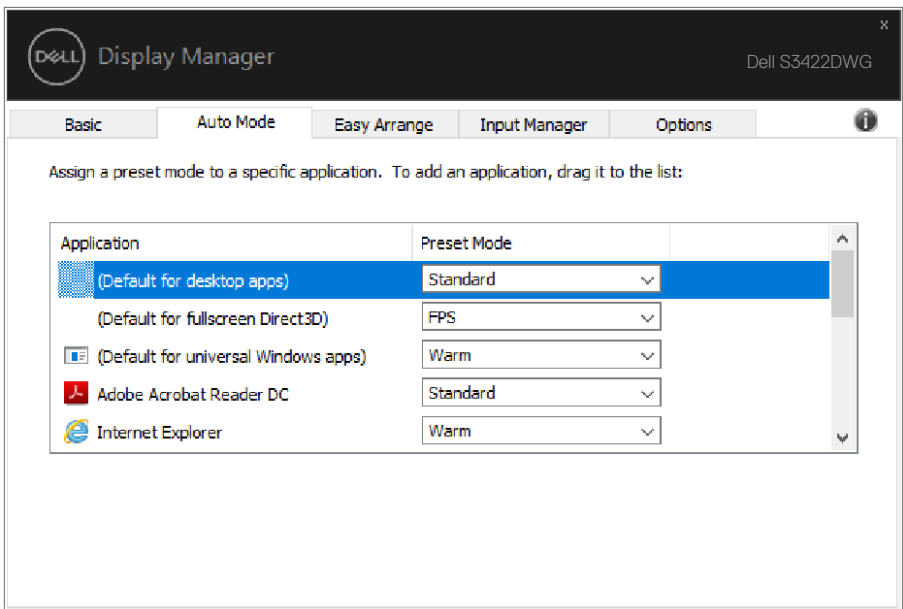 x
DELL Display Manager
Dell S3422DWG
Basic Auto Mode Easy Arrange Input Manager Options i
Assign a preset mode to a specific application. To add an application, drag it to the list:
Application Preset Mode
(Default for desktop apps) Standard
(Default for fullscreen Direct3D) FPS
(Default for universal Windows apps) Warm
Adobe Acrobat Reader DC Standard
Internet Explorer Warm